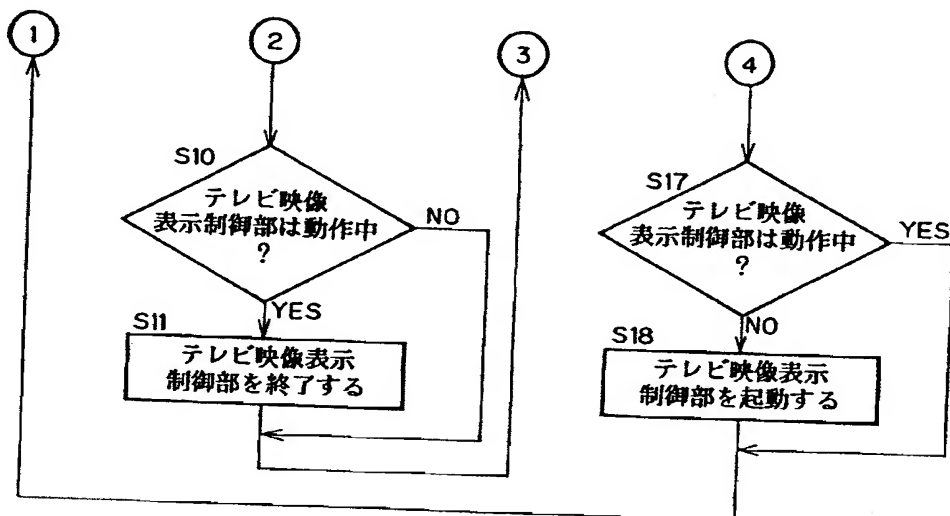 1
2
3
4
S10
テレビ映像
表示制御部は動作中
?
NO
YES
S11
テレビ映像表示
制御部を終了する
S17
テレビ映像
表示制御部は動作中
?
YES
NO
S18
テレビ映像表示
制御部を起動する